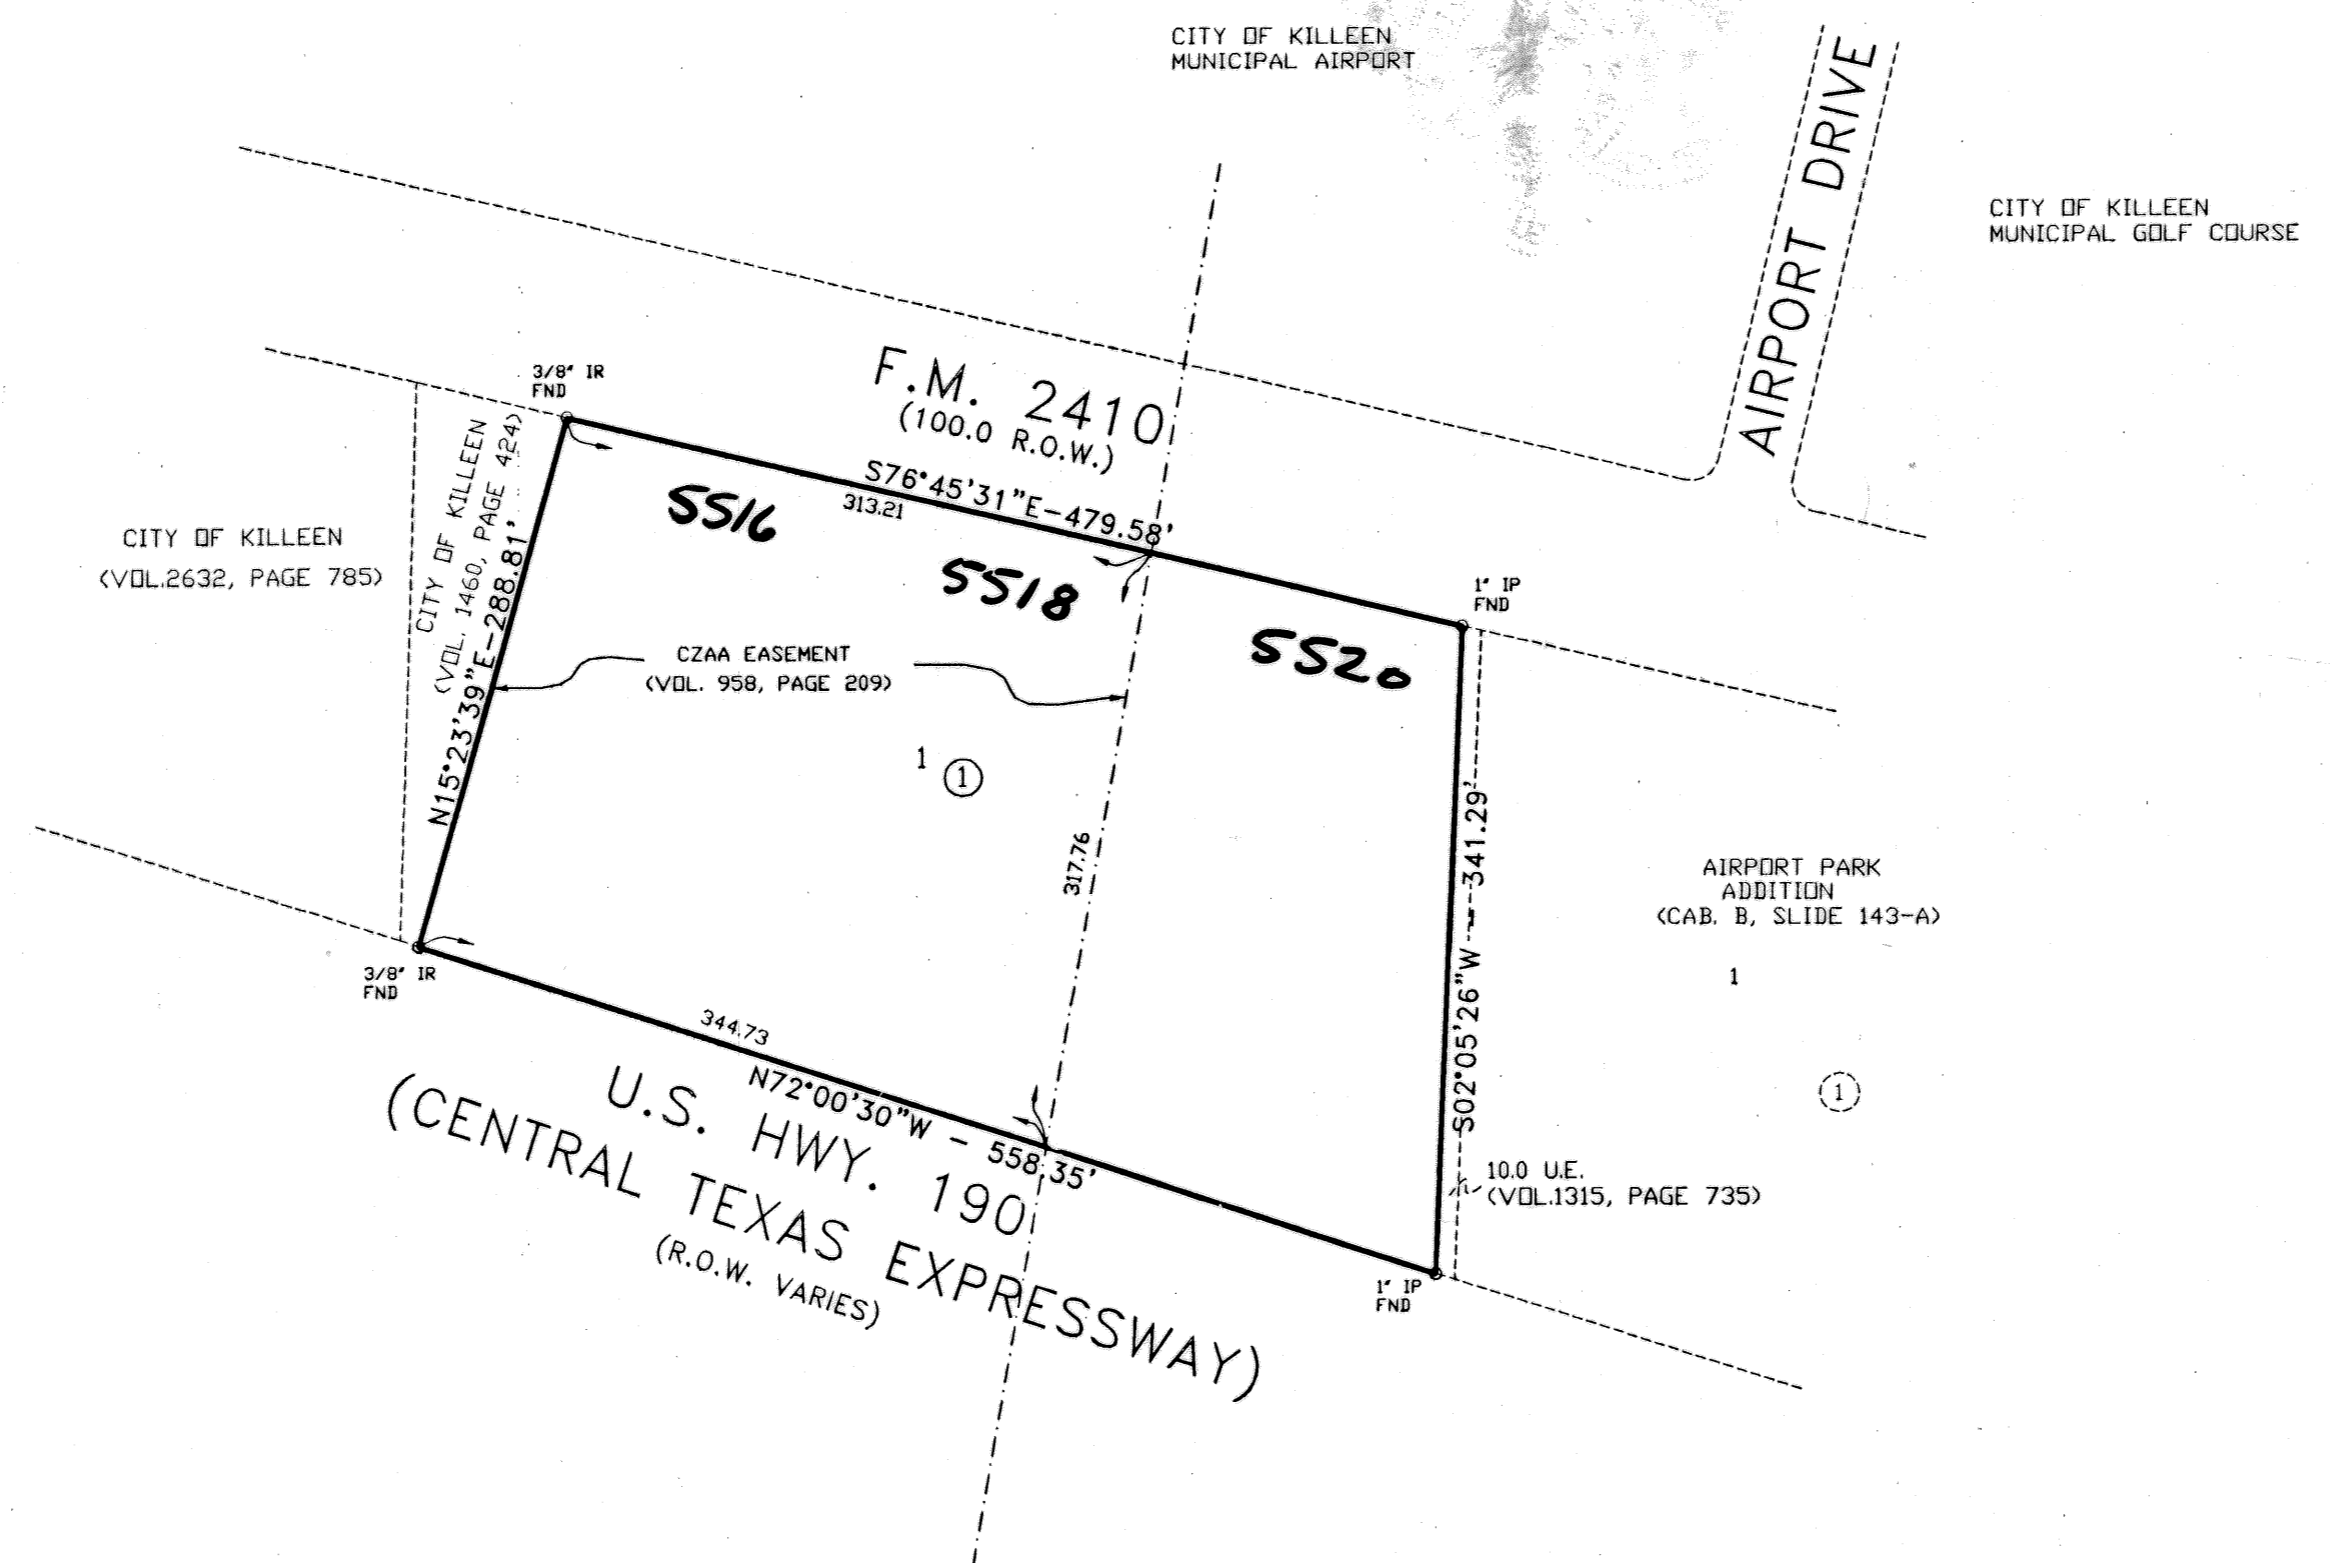 CITY OF KILLEEN
MUNICIPAL AIRPORT
AIRPORT DRIVE
CITY OF KILLEEN
MUNICIPAL GOLF COURSE
3/8" IR
FND
F.M. 2410
(100.0 R.O.W.)
S76°45'31"E-479.58'
313.21
5516
5518
5520
1" IP
FND
CITY OF KILLEEN
(VOL.2632, PAGE 785)
CITY OF KILLEEN
(VOL. 1460, PAGE 424)
N15°23'39"E-288.81'
CZAA EASEMENT
(VOL. 958, PAGE 209)
1 1
317.76
S02°05'26"W - 341.29'
AIRPORT PARK
ADDITION
(CAB. B, SLIDE 143-A)
1
1
3/8" IR
FND
344.73
N72°00'30"W - 558.35'
U.S. HWY. 190
(CENTRAL TEXAS EXPRESSWAY)
(R.O.W. VARIES)
10.0 U.E.
(VOL.1315, PAGE 735)
1" IP
FND